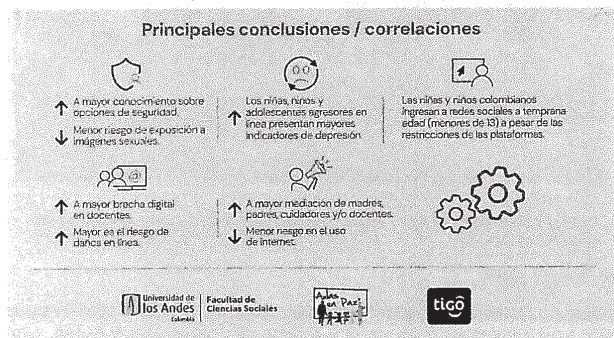 Principales conclusiones / correlaciones
A mayor conocimiento sobre
opciones de seguridad.
Menor riesgo de exposición a
imágenes sexuales.
Los niñas, niños y
adolescentes agresores en
línea presentan mayores
indicadores de depresión.
Las niñas y niños colombianos
ingresan a redes sociales a temprana
edad (menores de 13) a pesar de las
restricciones de las plataformas.
A mayor brecha digital
en docentes.
Mayor es el riesgo de
daños en línea.
A mayor mediación de madres,
padres, cuidadores y/o docentes.
Menor riesgo en el uso
de internet.
Universidad de
los Andes
Colombia
Facultad de
Ciencias Sociales
Aulas
en Paz
tigo